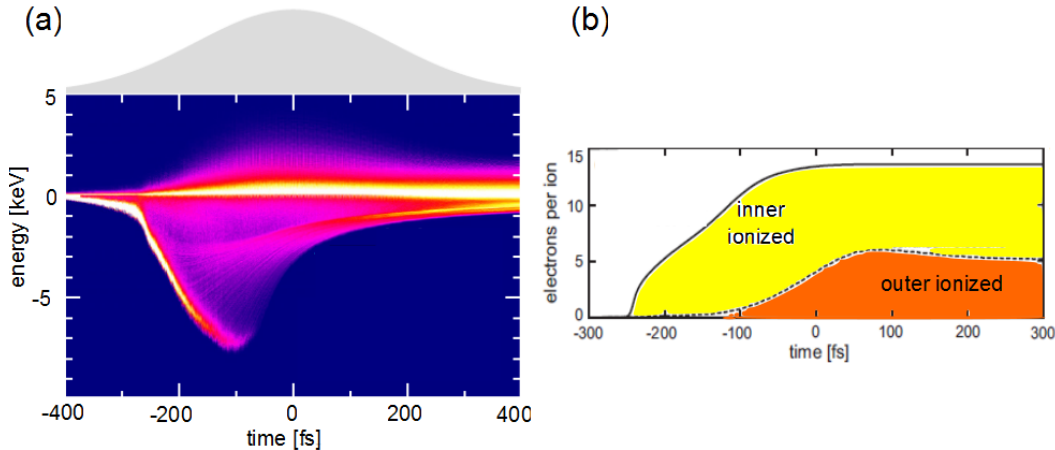 (a)
5
0
-5
energy [keV]
-400
-200
0
200
400
time [fs]
(b)
15
10
5
0
electrons per ion
inner
ionized
outer ionized
-300
-200
-100
0
100
200
300
time [fs]